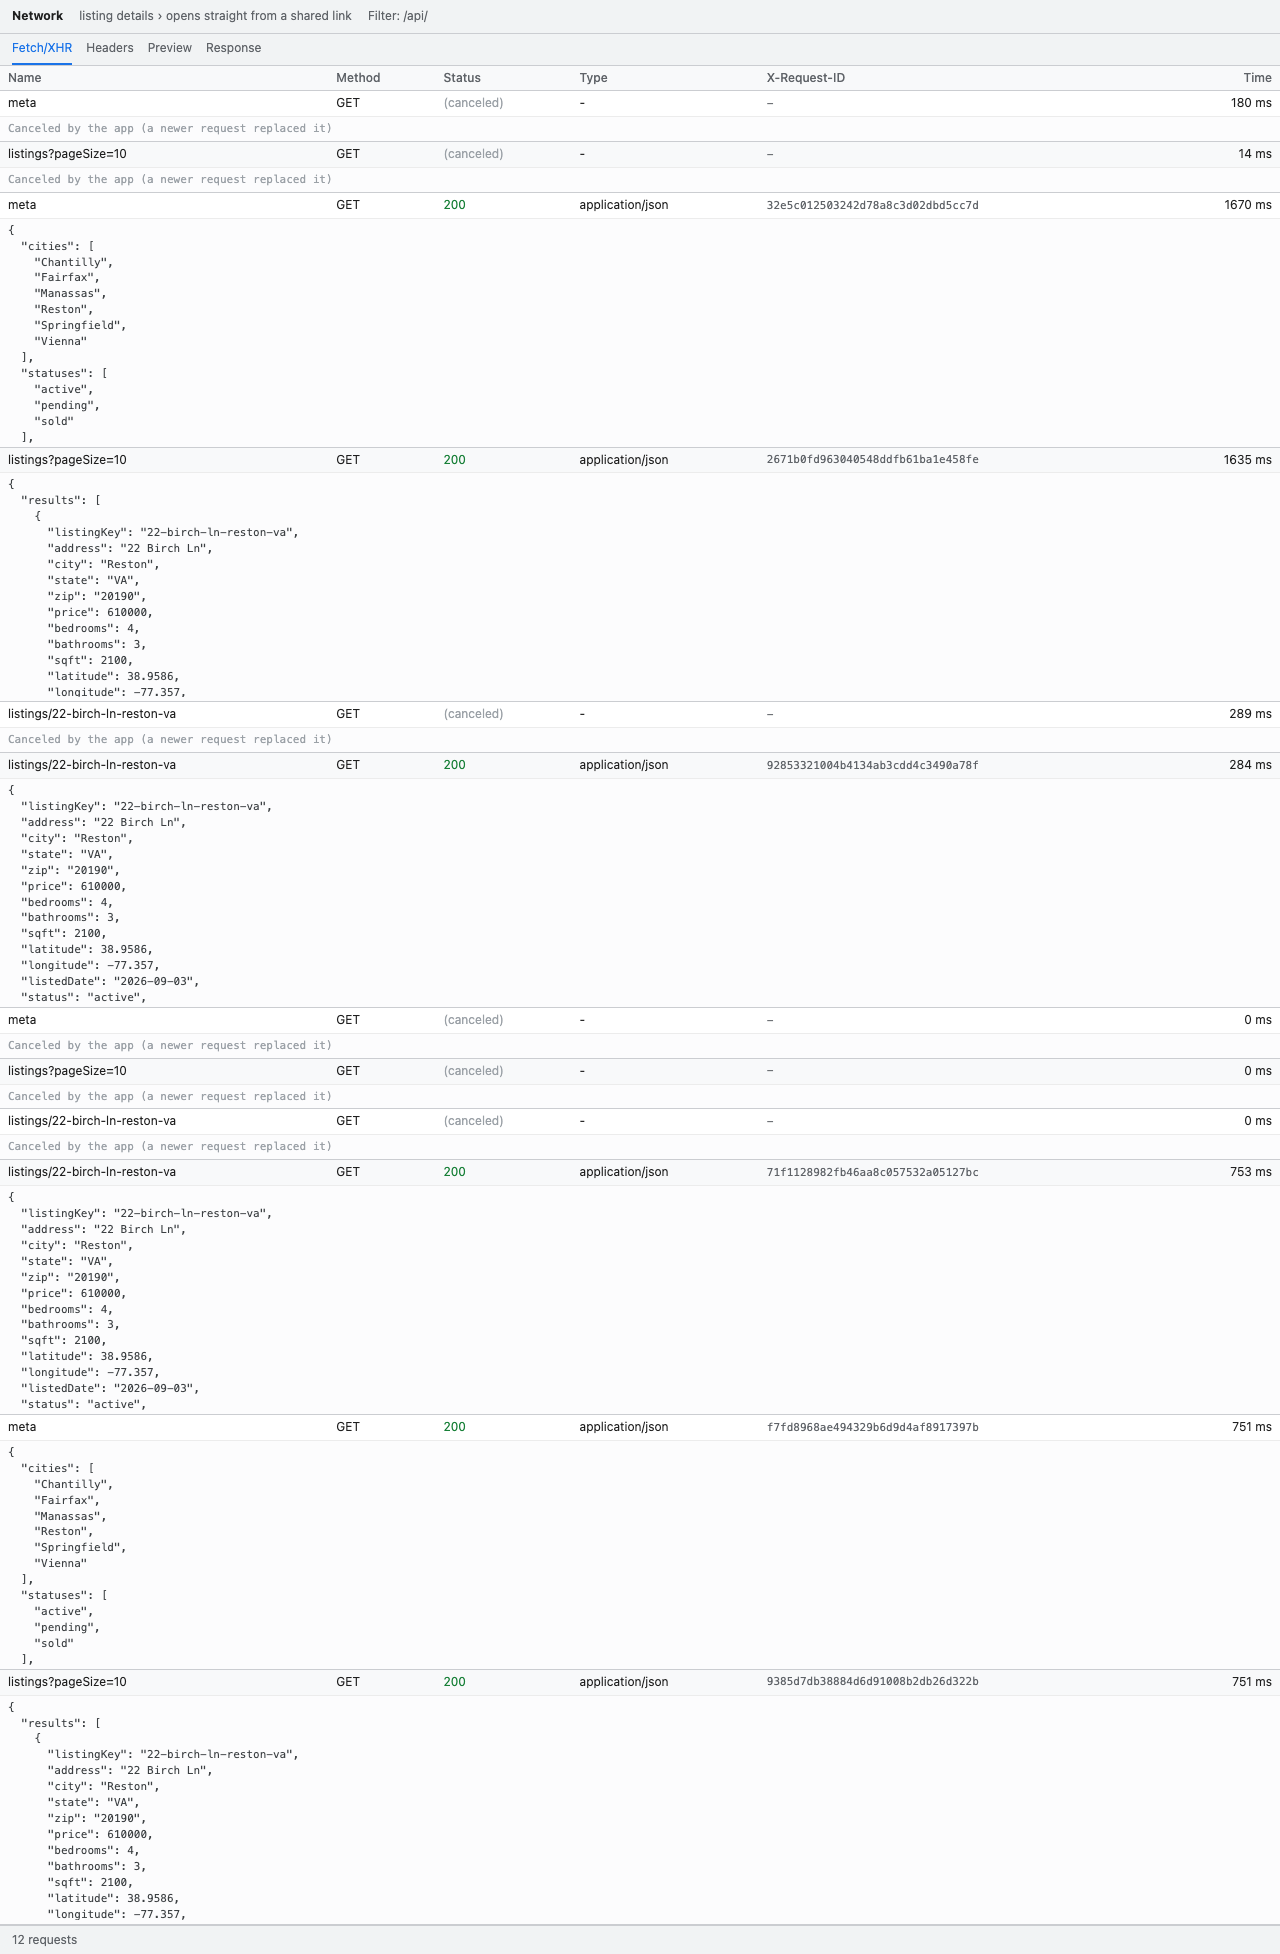 Network listing details › opens straight from a shared link Filter: /api/
Fetch/XHR Headers Preview Response
Name Method Status Type X-Request-ID Time
meta GET (canceled) - – 180 ms
Canceled by the app (a newer request replaced it)
listings?pageSize=10 GET (canceled) - – 14 ms
Canceled by the app (a newer request replaced it)
meta GET 200 application/json 32e5c012503242d78a8c3d02dbd5cc7d 1670 ms
{
"cities": [
"Chantilly",
"Fairfax",
"Manassas",
"Reston",
"Springfield",
"Vienna"
],
"statuses": [
"active",
"pending",
"sold"
],
listings?pageSize=10 GET 200 application/json 2671b0fd963040548ddfb61ba1e458fe 1635 ms
{
"results": [
{
"listingKey": "22-birch-ln-reston-va",
"address": "22 Birch Ln",
"city": "Reston",
"state": "VA",
"zip": "20190",
"price": 610000,
"bedrooms": 4,
"bathrooms": 3,
"sqft": 2100,
"latitude": 38.9586,
"longitude": -77.357,
listings/22-birch-ln-reston-va GET (canceled) - – 289 ms
Canceled by the app (a newer request replaced it)
listings/22-birch-ln-reston-va GET 200 application/json 92853321004b4134ab3cdd4c3490a78f 284 ms
{
"listingKey": "22-birch-ln-reston-va",
"address": "22 Birch Ln",
"city": "Reston",
"state": "VA",
"zip": "20190",
"price": 610000,
"bedrooms": 4,
"bathrooms": 3,
"sqft": 2100,
"latitude": 38.9586,
"longitude": -77.357,
"listedDate": "2026-09-03",
"status": "active",
meta GET (canceled) - – 0 ms
Canceled by the app (a newer request replaced it)
listings?pageSize=10 GET (canceled) - – 0 ms
Canceled by the app (a newer request replaced it)
listings/22-birch-ln-reston-va GET (canceled) - – 0 ms
Canceled by the app (a newer request replaced it)
listings/22-birch-ln-reston-va GET 200 application/json 71f1128982fb46aa8c057532a05127bc 753 ms
{
"listingKey": "22-birch-ln-reston-va",
"address": "22 Birch Ln",
"city": "Reston",
"state": "VA",
"zip": "20190",
"price": 610000,
"bedrooms": 4,
"bathrooms": 3,
"sqft": 2100,
"latitude": 38.9586,
"longitude": -77.357,
"listedDate": "2026-09-03",
"status": "active",
meta GET 200 application/json f7fd8968ae494329b6d9d4af8917397b 751 ms
{
"cities": [
"Chantilly",
"Fairfax",
"Manassas",
"Reston",
"Springfield",
"Vienna"
],
"statuses": [
"active",
"pending",
"sold"
],
listings?pageSize=10 GET 200 application/json 9385d7db38884d6d91008b2db26d322b 751 ms
{
"results": [
{
"listingKey": "22-birch-ln-reston-va",
"address": "22 Birch Ln",
"city": "Reston",
"state": "VA",
"zip": "20190",
"price": 610000,
"bedrooms": 4,
"bathrooms": 3,
"sqft": 2100,
"latitude": 38.9586,
"longitude": -77.357,
12 requests